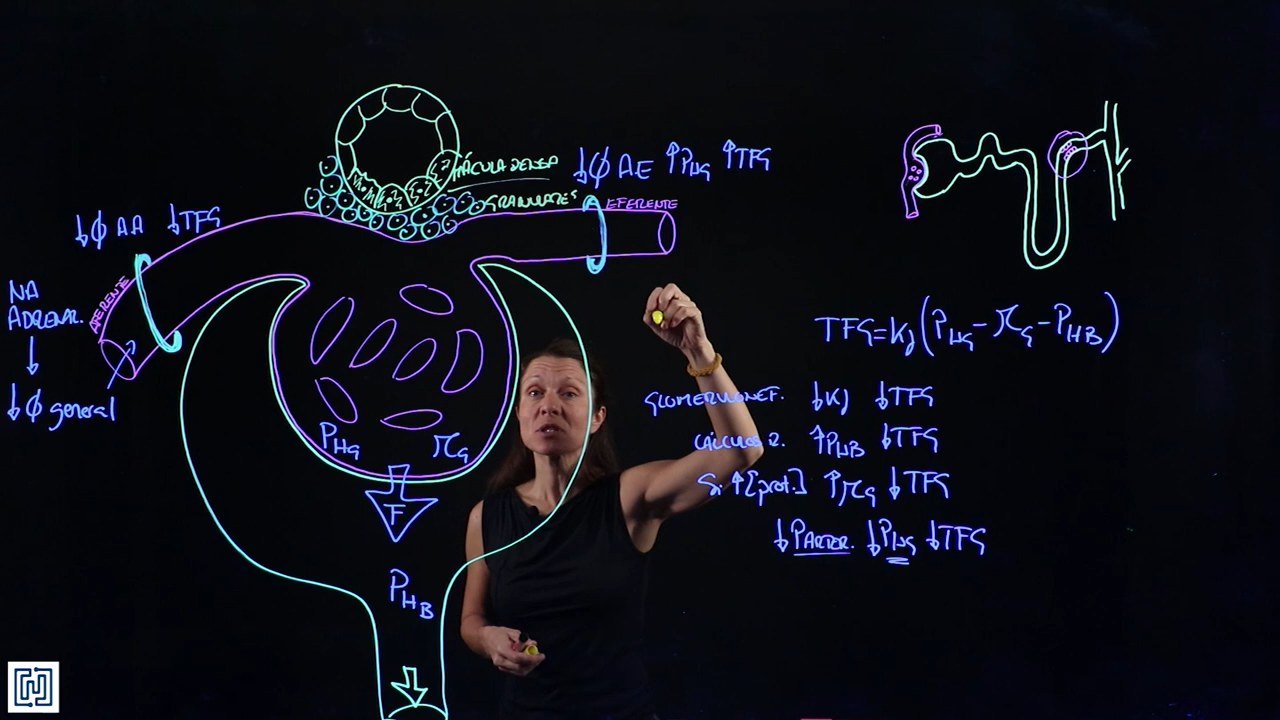 MÁCULA DENSA
GRANULARES
↓∅ AE ↑PHG ↑TFG
EFERENTE
↓∅ AA ↓TFG
AFERENTE
NA
ADRENAL.
↓
↓∅ general
PHG πG
F
PHB
TFG=Kf(PHG-πG-PHB)
GLOMERULONEF. ↓Kf ↓TFG
CÁLCULOS R. ↑PHB ↓TFG
Si ↑[prot.] ↑πG ↓TFG
↓PARTER. ↓PHG ↓TFG